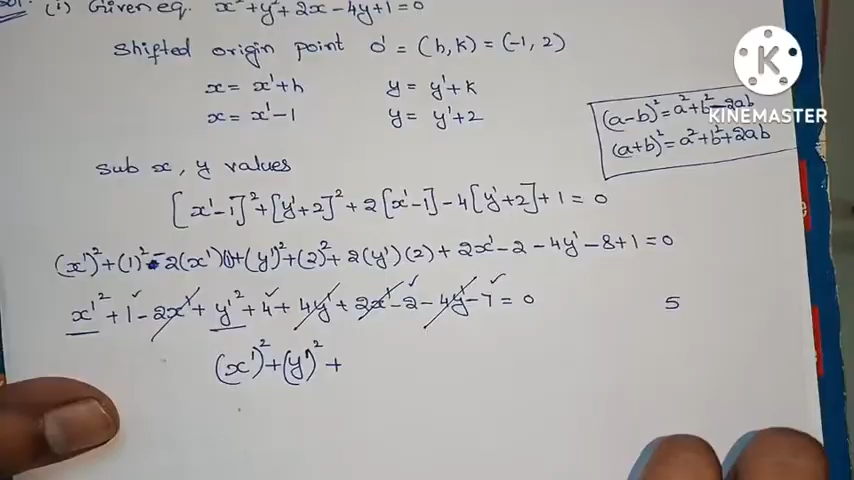 (i) Given eq. x²+y²+2x-4y+1=0
Shifted origin point O' = (h,k) = (-1, 2)
x = x'+h y = y'+k
x = x'-1 y = y'+2
(a-b)²=a²+b²-2ab
(a+b)²=a²+b²+2ab
KINEMASTER
sub x, y values
[x'-1]²+[y'+2]²+2[x'-1]-4[y'+2]+1=0
(x')²+(1)²-2(x')(1)+(y')²+(2)²+2(y')(2)+2x'-2-4y'-8+1=0
x'²+1-2x'+y'²+4+4y'+2x'-2-4y'-7=0 5
(x')²+(y')²+